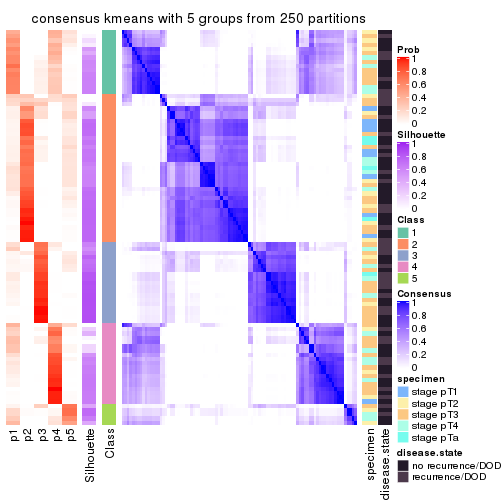 consensus kmeans with 5 groups from 250 partitions
Prob
1
0.8
0.6
0.4
0.2
0
Silhouette
1
0.8
0.6
0.4
0.2
0
Class
1
2
3
4
5
Consensus
1
0.8
0.6
0.4
0.2
0
specimen
stage pT1
stage pT2
stage pT3
stage pT4
stage pTa
disease.state
no recurrence/DOD
recurrence/DOD
p1
p2
p3
p4
p5
Silhouette
Class
specimen
disease.state